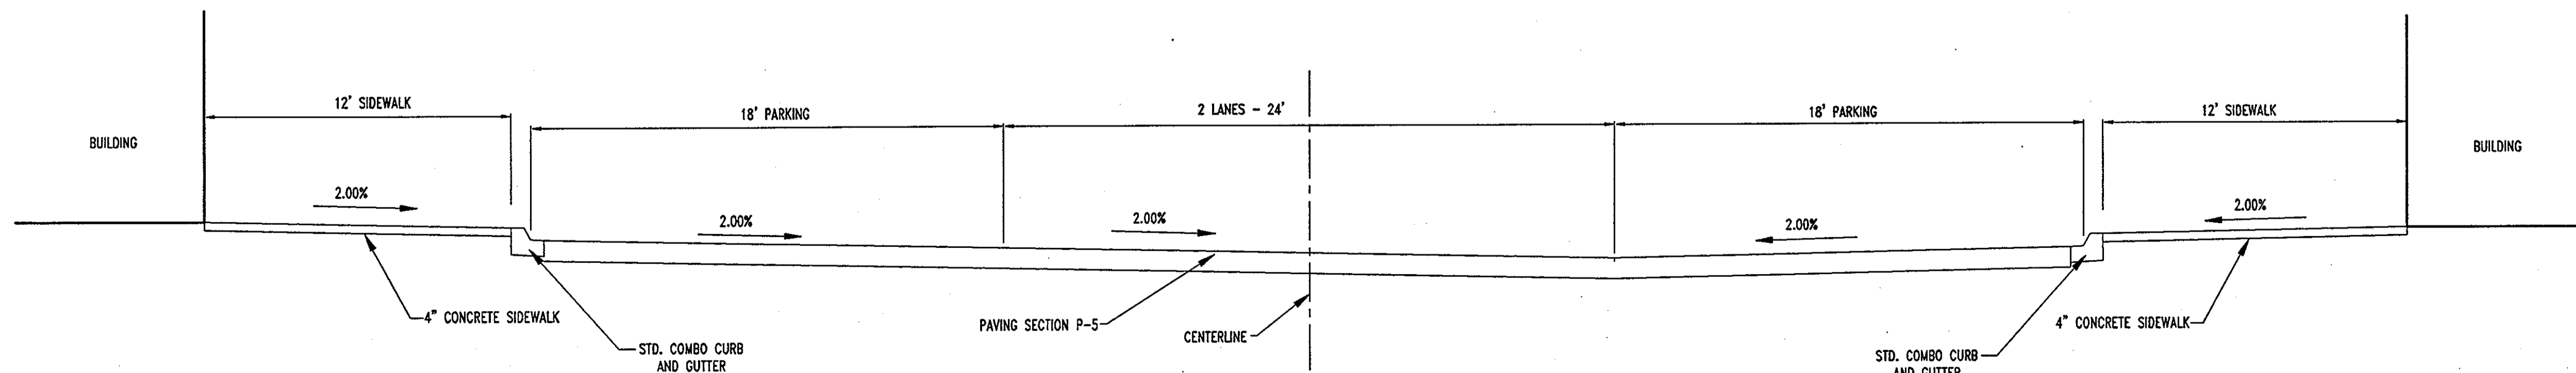 12' SIDEWALK
18' PARKING
2 LANES - 24'
18' PARKING
12' SIDEWALK
BUILDING
BUILDING
2.00%
2.00%
2.00%
2.00%
2.00%
4" CONCRETE SIDEWALK
PAVING SECTION P-5
CENTERLINE
4" CONCRETE SIDEWALK
STD. COMBO CURB
AND GUTTER
STD. COMBO CURB
AND GUTTER